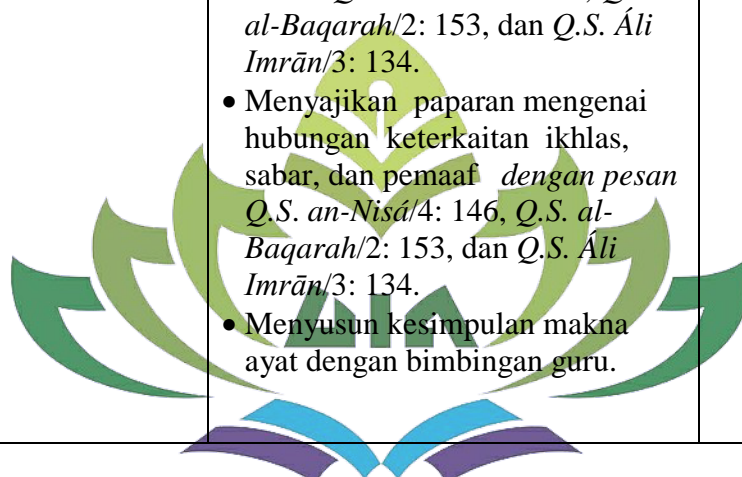 al-Baqarah/2: 153, dan Q.S. Áli
Imrān/3: 134.
• Menyajikan paparan mengenai
hubungan keterkaitan ikhlas,
sabar, dan pemaaf dengan pesan
Q.S. an-Nisá/4: 146, Q.S. al-
Baqarah/2: 153, dan Q.S. Áli
Imrān/3: 134.
• Menyusun kesimpulan makna
ayat dengan bimbingan guru.